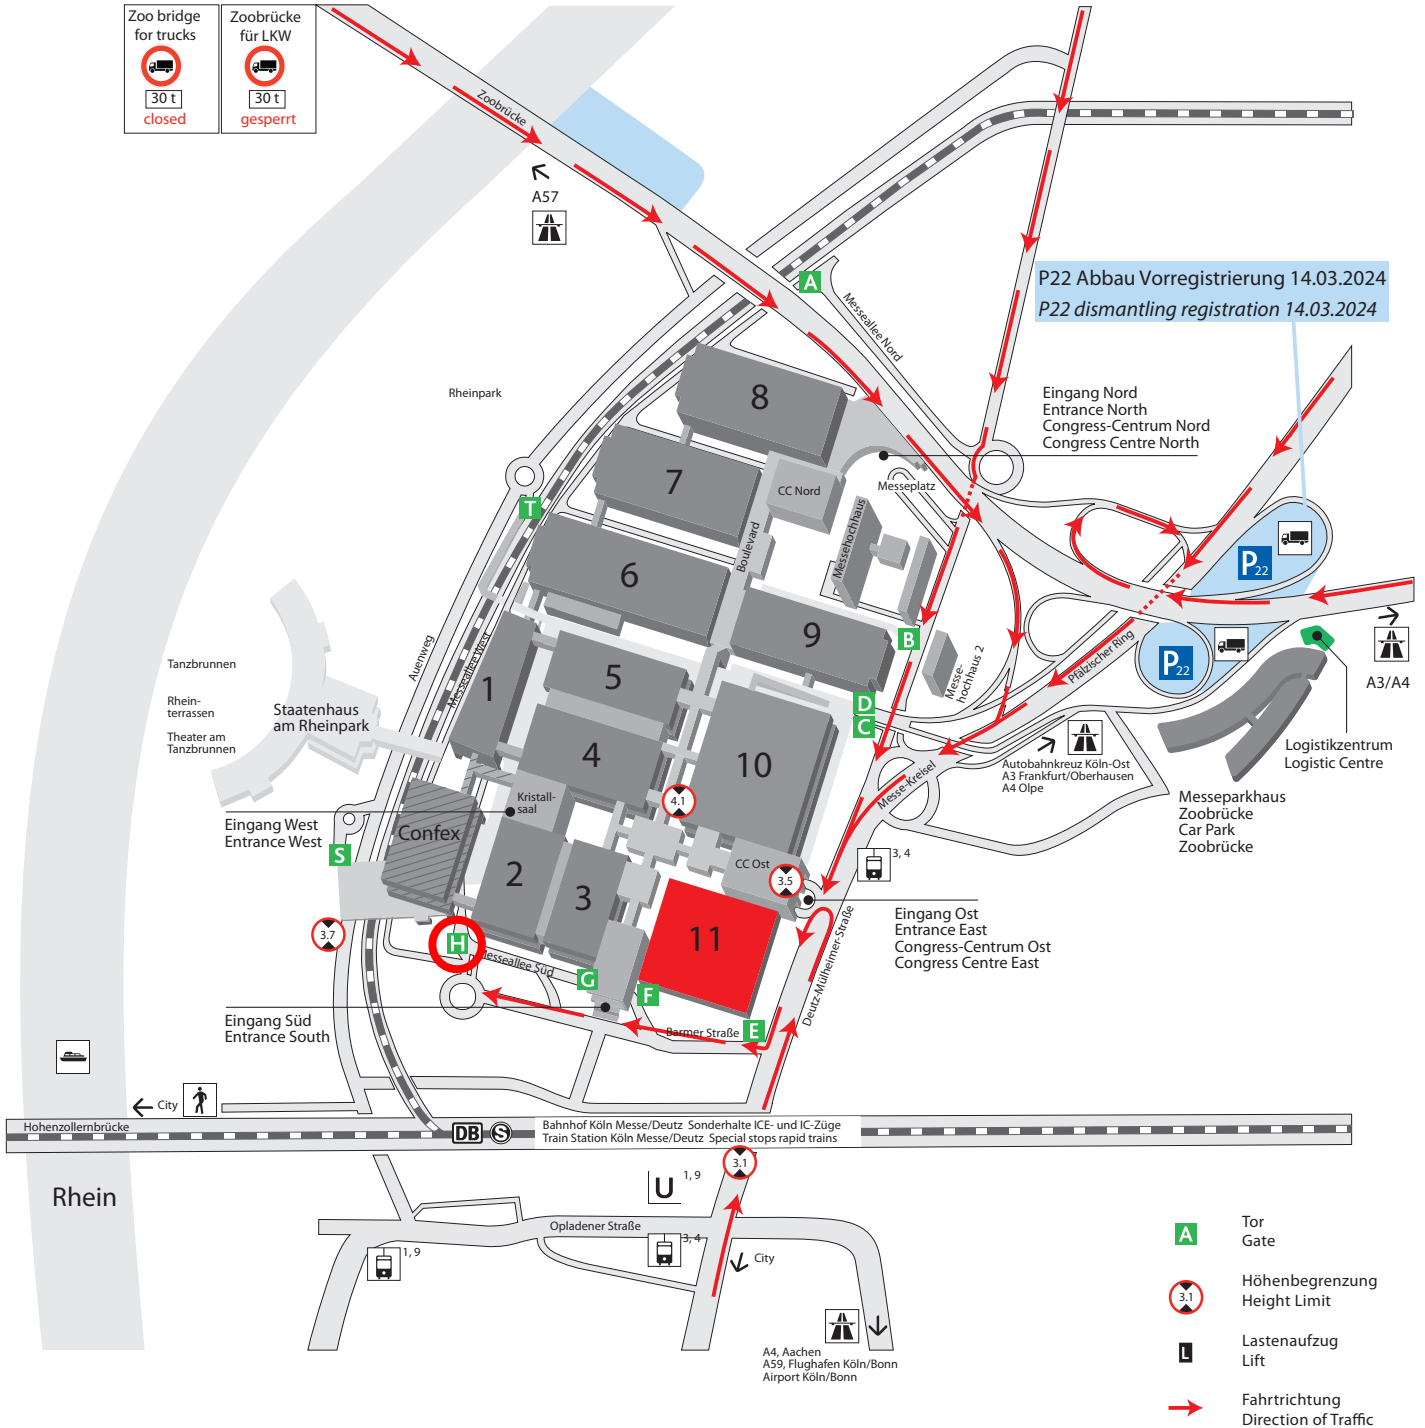 Zoo bridge
for trucks
30 t
closed
Zoobrücke
für LKW
30 t
gesperrt
Zoobrücke
A57
A
Messeallee Nord
P22 Abbau Vorregistrierung 14.03.2024
P22 dismantling registration 14.03.2024
Rheinpark
8
Eingang Nord
Entrance North
Congress-Centrum Nord
Congress Centre North
7
CC Nord
Messeplatz
T
Boulevard
Messehochhaus
P22
6
9
B
Messe-
hochhaus 2
Pfälzischer Ring
P22
A3/A4
Auenweg
Messeallee West
Tanzbrunnen
Rhein-
terrassen
Theater am
Tanzbrunnen
Staatenhaus
am Rheinpark
1
5
4
10
D
C
Messe-Kreisel
Autobahnkreuz Köln-Ost
A3 Frankfurt/Oberhausen
A4 Olpe
Logistikzentrum
Logistic Centre
Messeparkhaus
Zoobrücke
Car Park
Zoobrücke
Kristall-
saal
4.1
Eingang West
Entrance West
Confex
S
2
3
CC Ost
3.5
3, 4
11
Eingang Ost
Entrance East
Congress-Centrum Ost
Congress Centre East
3.7
H
Messeallee Süd
G
F
E
Barmer Straße
Deutz-Mülheimer-Straße
Eingang Süd
Entrance South
City
Hohenzollernbrücke
DB
S
Bahnhof Köln Messe/Deutz Sonderhalte ICE- und IC-Züge
Train Station Köln Messe/Deutz Special stops rapid trains
3.1
Rhein
U
1, 9
Opladener Straße
1, 9
3, 4
City
A4, Aachen
A59, Flughafen Köln/Bonn
Airport Köln/Bonn
A
Tor
Gate
3.1
Höhenbegrenzung
Height Limit
L
Lastenaufzug
Lift
Fahrtrichtung
Direction of Traffic